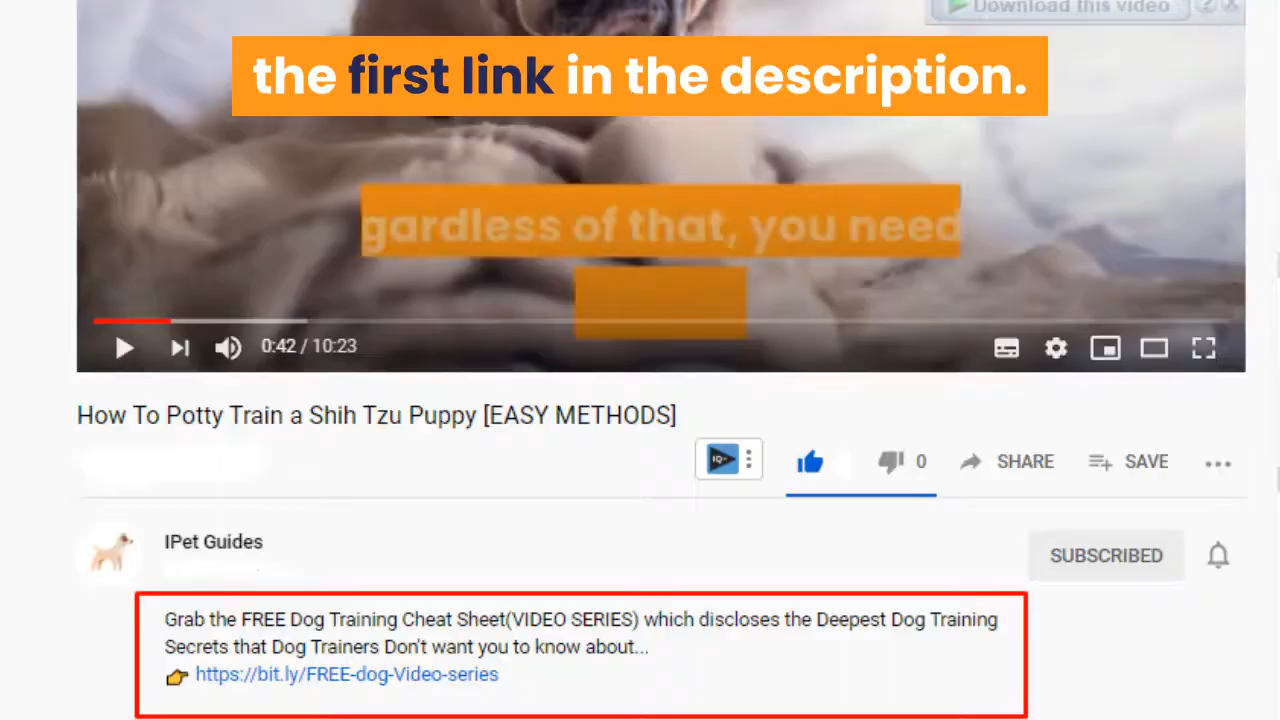 Download this video
the first link in the description.
gardless of that, you need
0:42 / 10:23
How To Potty Train a Shih Tzu Puppy [EASY METHODS]
IQ
0
SHARE
SAVE
IPet Guides
SUBSCRIBED
Grab the FREE Dog Training Cheat Sheet(VIDEO SERIES) which discloses the Deepest Dog Training
Secrets that Dog Trainers Don't want you to know about...
https://bit.ly/FREE-dog-Video-series